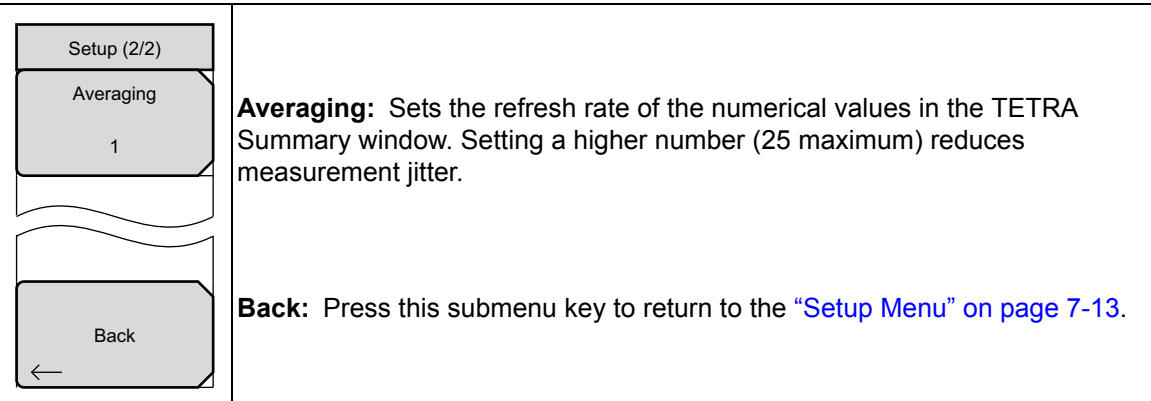 Setup (2/2)
Averaging
1
Averaging: Sets the refresh rate of the numerical values in the TETRA
Summary window. Setting a higher number (25 maximum) reduces
measurement jitter.
Back
Back: Press this submenu key to return to the “Setup Menu” on page 7-13.